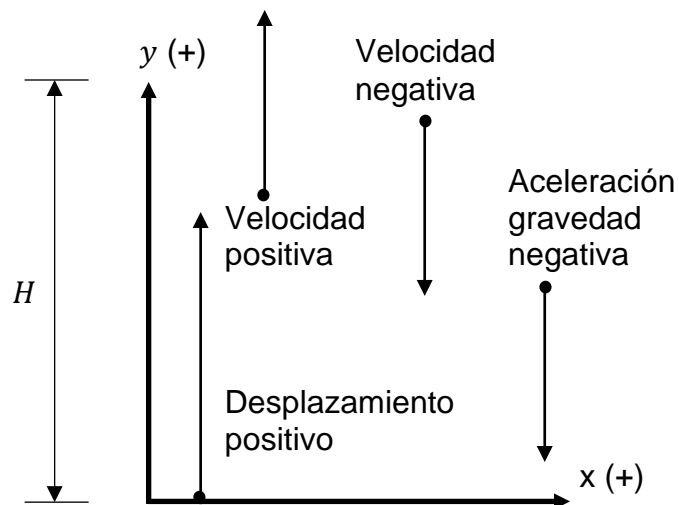 y (+)
Velocidad
negativa
Aceleración
gravedad
negativa
Velocidad
positiva
H
Desplazamiento
positivo
x (+)